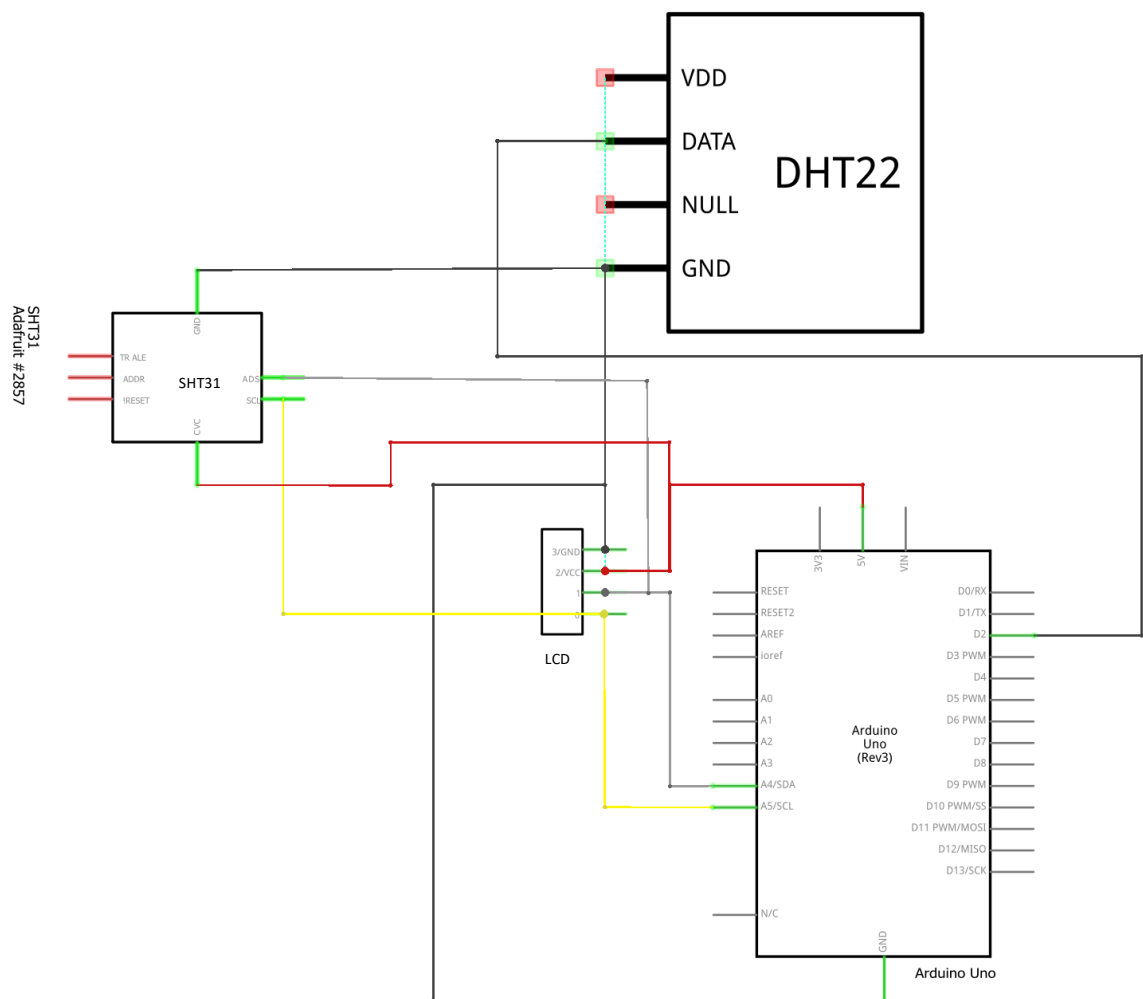 VDD
DATA
NULL
GND
DHT22
SHT31
Adafruit #2857
GND
TR ALE
ADDR
!RESET
SHT31
ADS
SCL
CVC
3/GND
2/VCC
1
0
LCD
3V3
5V
VIN
RESET
RESET2
AREF
ioref
A0
A1
A2
A3
A4/SDA
A5/SCL
N/C
Arduino
Uno
(Rev3)
D0/RX
D1/TX
D2
D3 PWM
D4
D5 PWM
D6 PWM
D7
D8
D9 PWM
D10 PWM/SS
D11 PWM/MOSI
D12/MISO
D13/SCK
GND
Arduino Uno